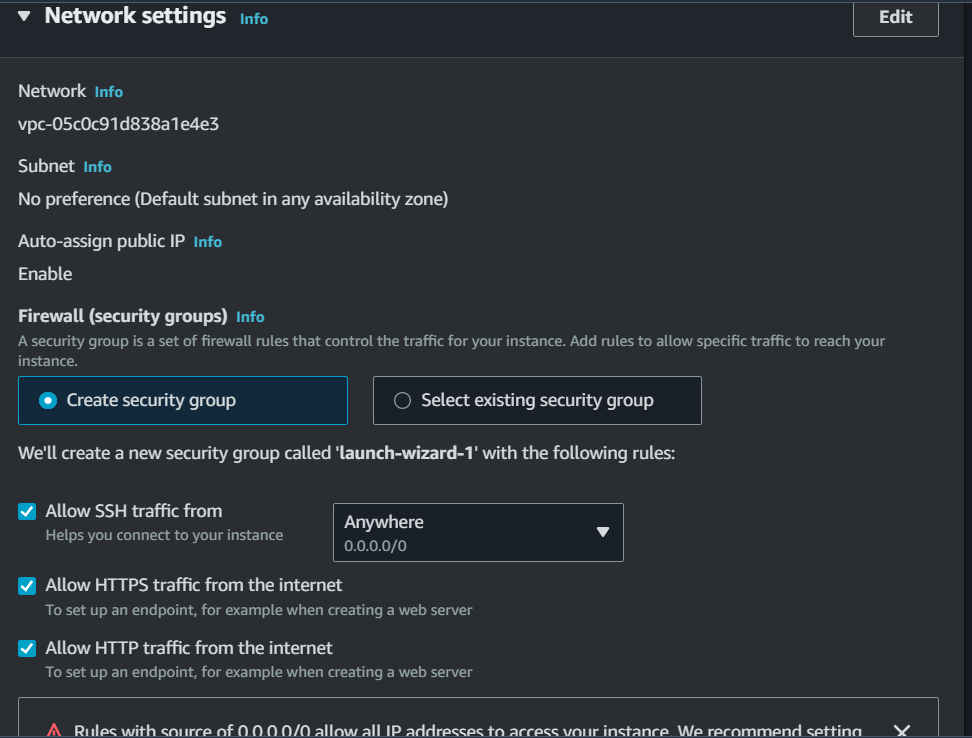 Network settings Info
Edit
Network Info
vpc-05c0c91d838a1e4e3
Subnet Info
No preference (Default subnet in any availability zone)
Auto-assign public IP Info
Enable
Firewall (security groups) Info
A security group is a set of firewall rules that control the traffic for your instance. Add rules to allow specific traffic to reach your
instance.
Create security group
Select existing security group
We'll create a new security group called 'launch-wizard-1' with the following rules:
Allow SSH traffic from
Helps you connect to your instance
Anywhere
0.0.0.0/0
Allow HTTPS traffic from the internet
To set up an endpoint, for example when creating a web server
Allow HTTP traffic from the internet
To set up an endpoint, for example when creating a web server
Rules with source of 0.0.0.0/0 allow all IP addresses to access your instance. We recommend setting